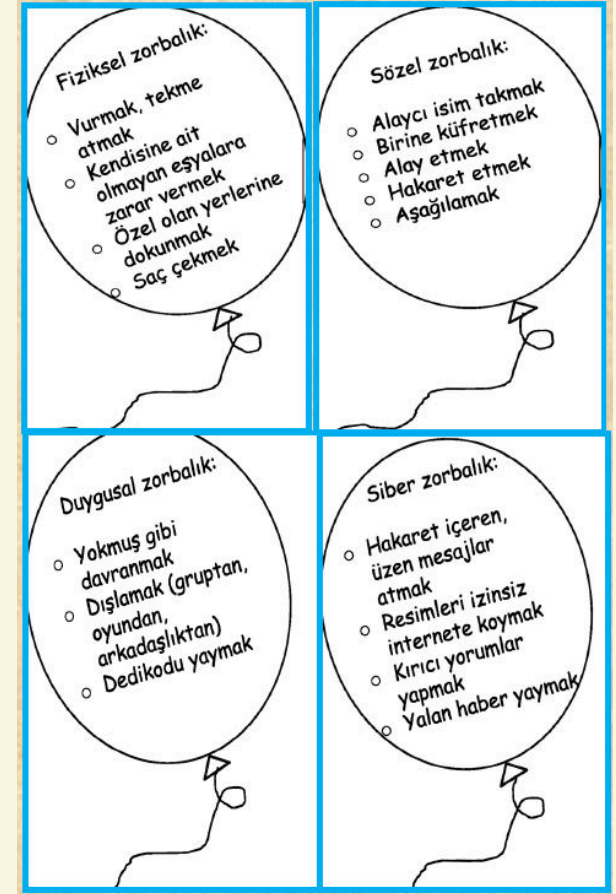 Fiziksel zorbalık:
○ Vurmak, tekme
atmak
○ Kendisine ait
olmayan eşyalara
zarar vermek
○ Özel olan yerlerine
dokunmak
○ Saç çekmek
Sözel zorbalık:
○ Alaycı isim takmak
○ Birine küfretmek
○ Alay etmek
○ Hakaret etmek
○ Aşağılamak
Duygusal zorbalık:
○ Yokmuş gibi
davranmak
○ Dışlamak (gruptan,
oyundan,
arkadaşlıktan)
○ Dedikodu yaymak
Siber zorbalık:
○ Hakaret içeren,
üzen mesajlar
atmak
○ Resimleri izinsiz
internete koymak
○ Kırıcı yorumlar
yapmak
○ Yalan haber yaymak